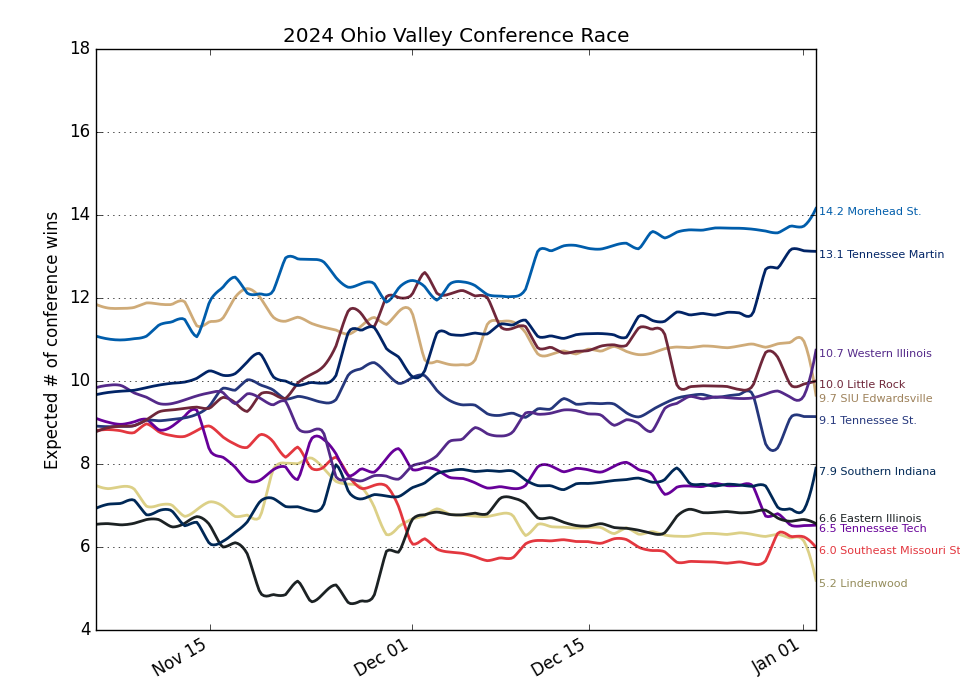 2024 Ohio Valley Conference Race
Expected # of conference wins
18
16
14
12
10
8
6
4
Nov 15
Dec 01
Dec 15
Jan 01
14.2 Morehead St.
13.1 Tennessee Martin
10.7 Western Illinois
10.0 Little Rock
9.7 SIU Edwardsville
9.1 Tennessee St.
7.9 Southern Indiana
6.6 Eastern Illinois
6.5 Tennessee Tech
6.0 Southeast Missouri St
5.2 Lindenwood